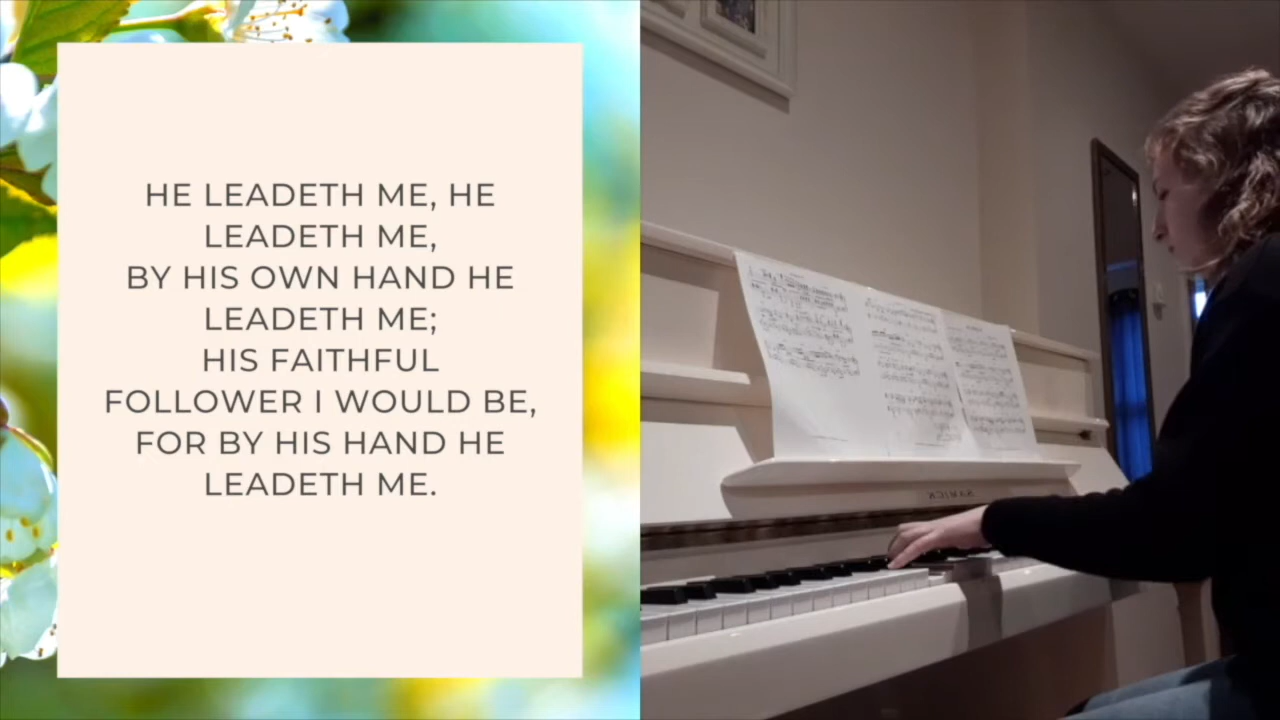 HE LEADETH ME, HE
LEADETH ME,
BY HIS OWN HAND HE
LEADETH ME;
HIS FAITHFUL
FOLLOWER I WOULD BE,
FOR BY HIS HAND HE
LEADETH ME.